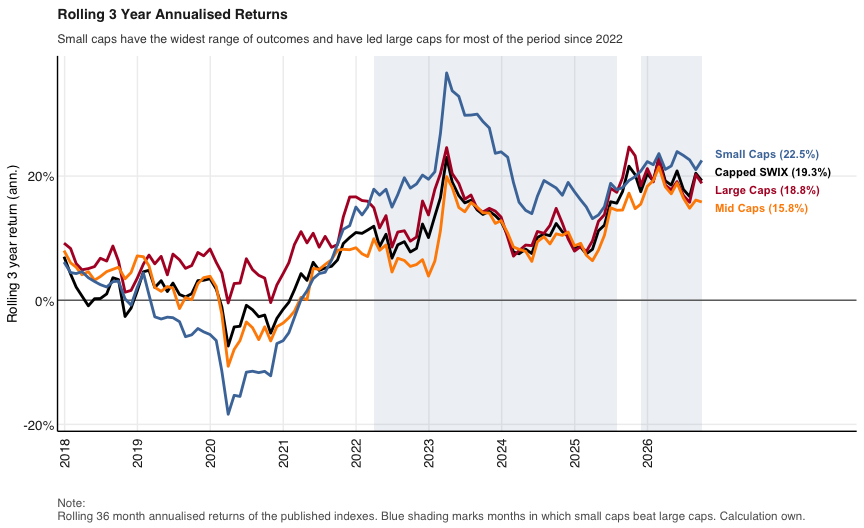 Rolling 3 Year Annualised Returns
Small caps have the widest range of outcomes and have led large caps for most of the period since 2022
Rolling 3 year return (ann.)
20%
0%
-20%
Small Caps (22.5%)
Capped SWIX (19.3%)
Large Caps (18.8%)
Mid Caps (15.8%)
2018
2019
2020
2021
2022
2023
2024
2025
2026
Note:
Rolling 36 month annualised returns of the published indexes. Blue shading marks months in which small caps beat large caps. Calculation own.